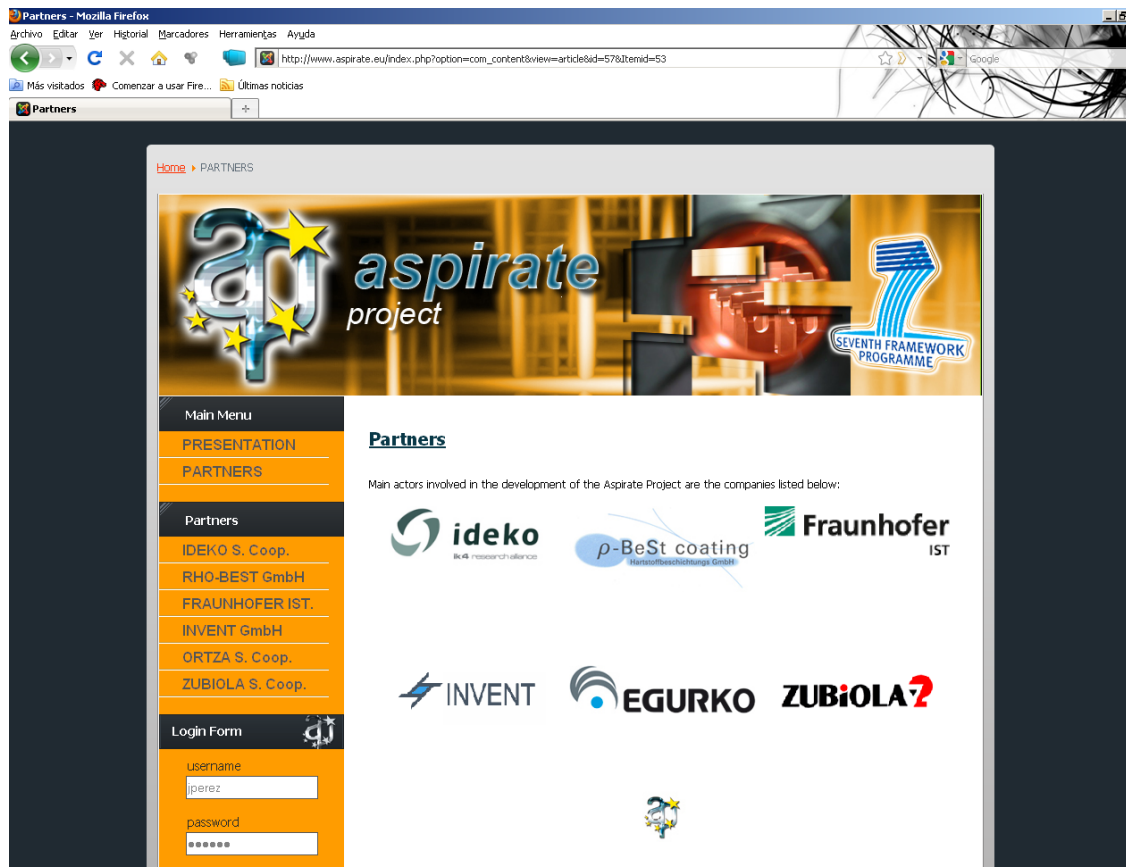 Partners - Mozilla Firefox
Archivo Editar Ver Historial Marcadores Herramientas Ayuda
http://www.aspirate.eu/index.php?option=com_content&view=article&id=57&Itemid=53
Google
Más visitados Comenzar a usar Fire... Últimas noticias
Partners
Home PARTNERS
ap aspirate
project
SEVENTH FRAMEWORK
PROGRAMME
Main Menu
PRESENTATION
PARTNERS
Partners
IDEKO S. Coop.
RHO-BEST GmbH
FRAUNHOFER IST.
INVENT GmbH
ORTZA S. Coop.
ZUBIOLA S. Coop.
Login Form
username
jperez
password
Partners
Main actors involved in the development of the Aspirate Project are the companies listed below:
ideko
ik4 research alliance
ρ-BeSt coating
Hartstoffbeschichtungs GmbH
Fraunhofer
IST
INVENT
EGURKO
ZUBIOLA